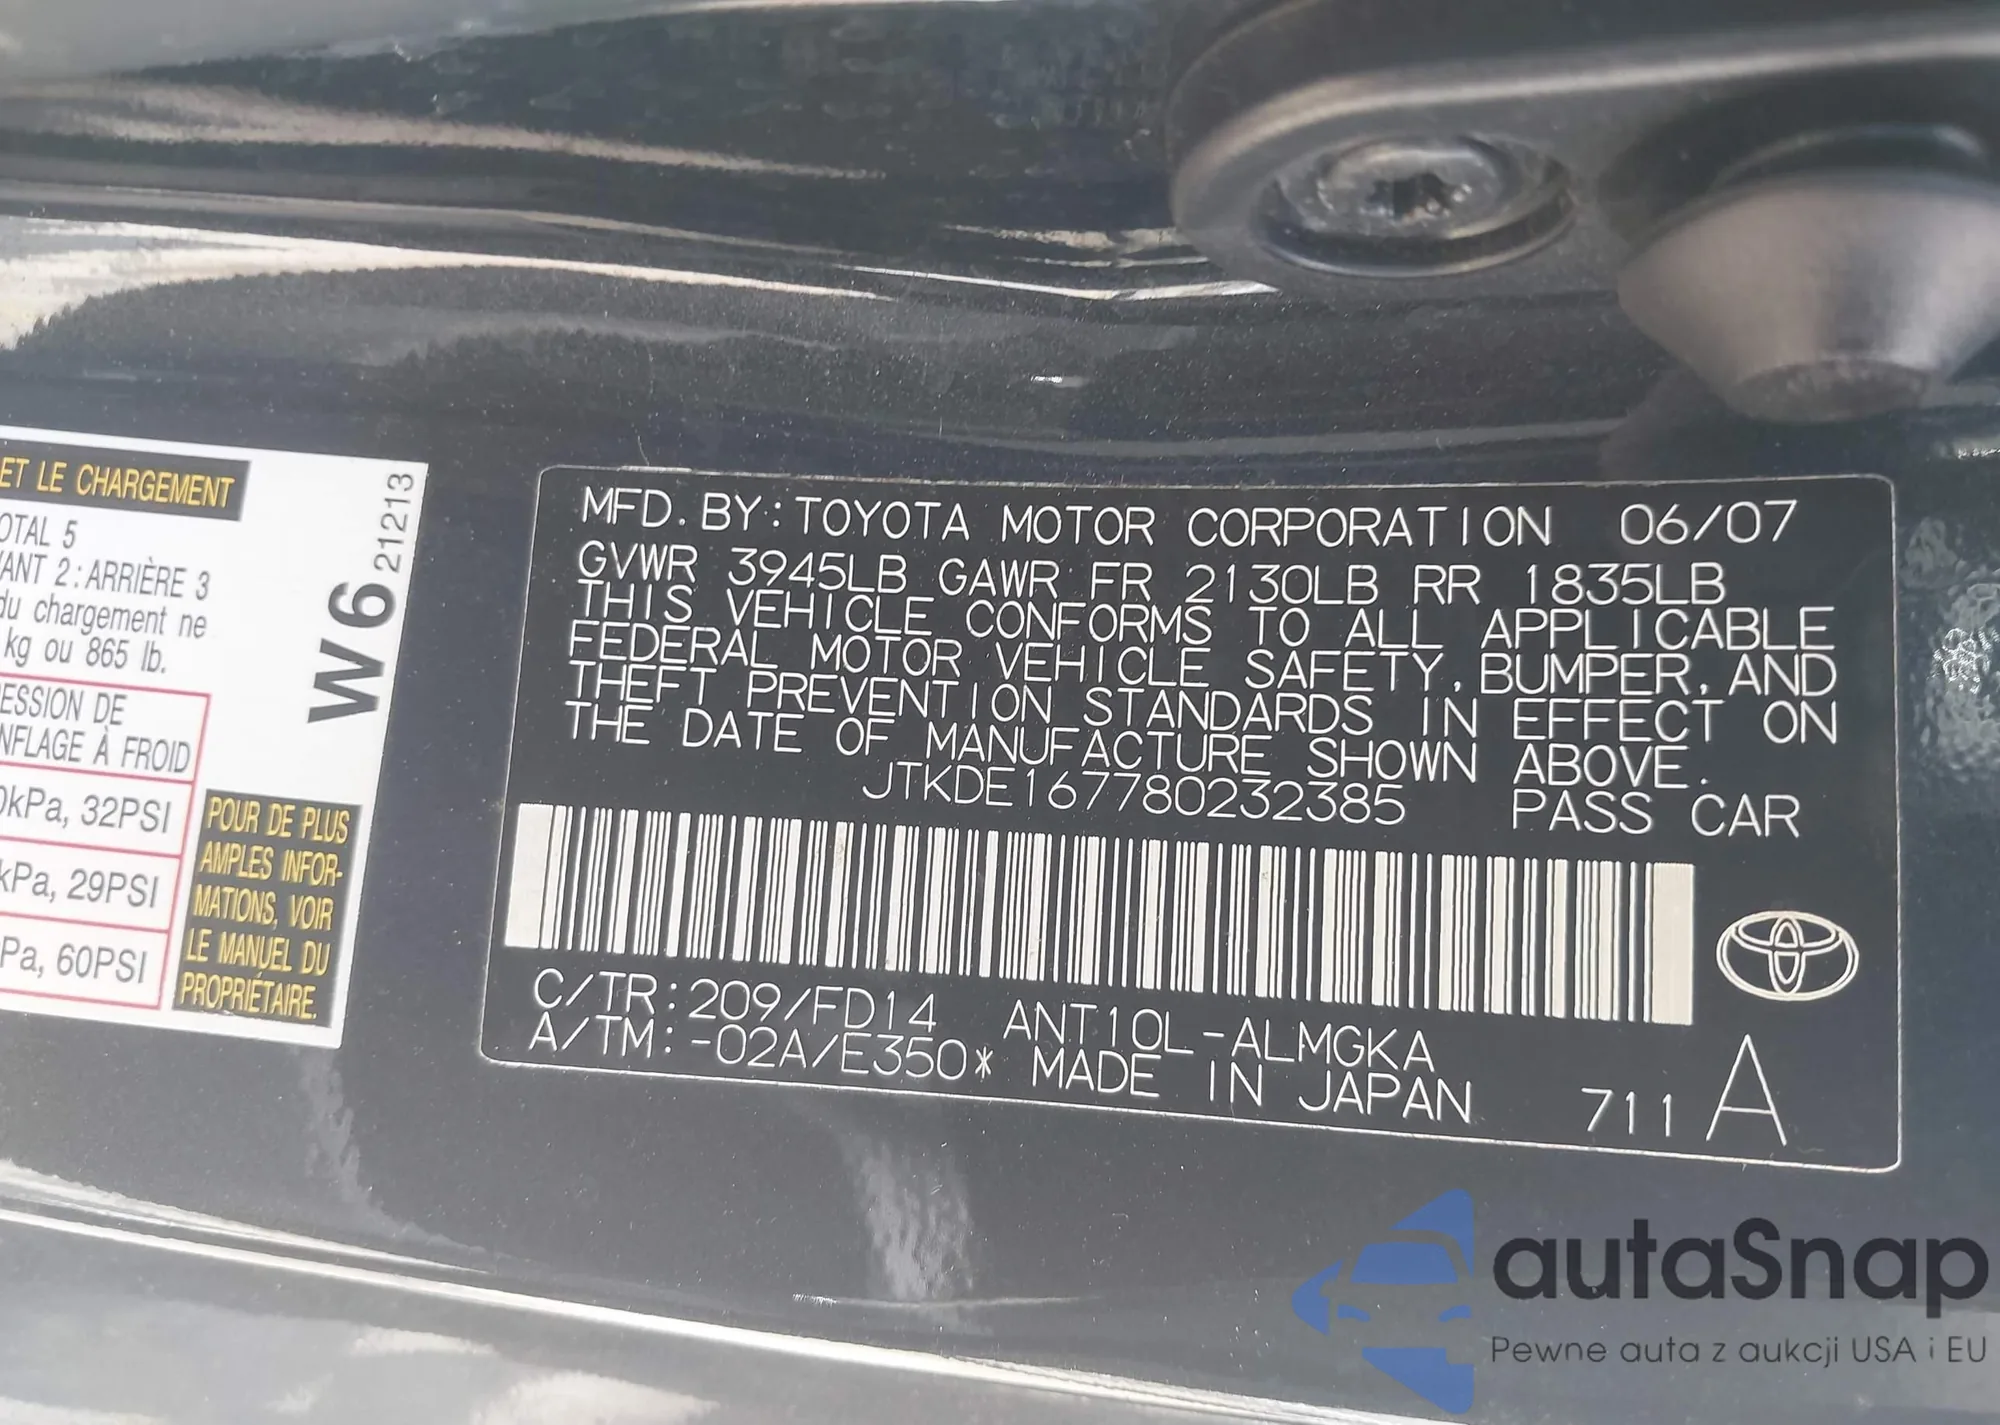 ET LE CHARGEMENT
OTAL 5
ANT 2: ARRIÈRE 3
du chargement ne
kg ou 865 lb.
ESSION DE
NFLAGE À FROID
0kPa, 32PSI
kPa, 29PSI
Pa, 60PSI
W6 21213
POUR DE PLUS
AMPLES INFOR-
MATIONS, VOIR
LE MANUEL DU
PROPRIÉTAIRE.
MFD. BY: TOYOTA MOTOR CORPORATION 06/07
GVWR 3945LB GAWR FR 2130LB RR 1835LB
THIS VEHICLE CONFORMS TO ALL APPLICABLE
FEDERAL MOTOR VEHICLE SAFETY, BUMPER, AND
THEFT PREVENTION STANDARDS IN EFFECT ON
THE DATE OF MANUFACTURE SHOWN ABOVE.
JTKDE167780232385 PASS CAR
C/TR: 209/FD14 ANT10L-ALMGKA
A/TM: -02A/E350* MADE IN JAPAN 711 A
autaSnap
Pewne auta z aukcji USA i EU